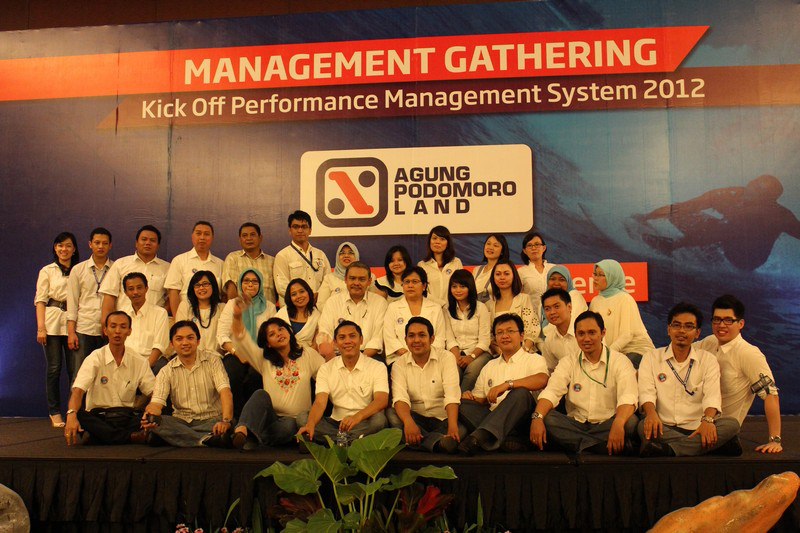 MANAGEMENT GATHERING
Kick Off Performance Management System 2012
AGUNG
PODOMORO
LAND